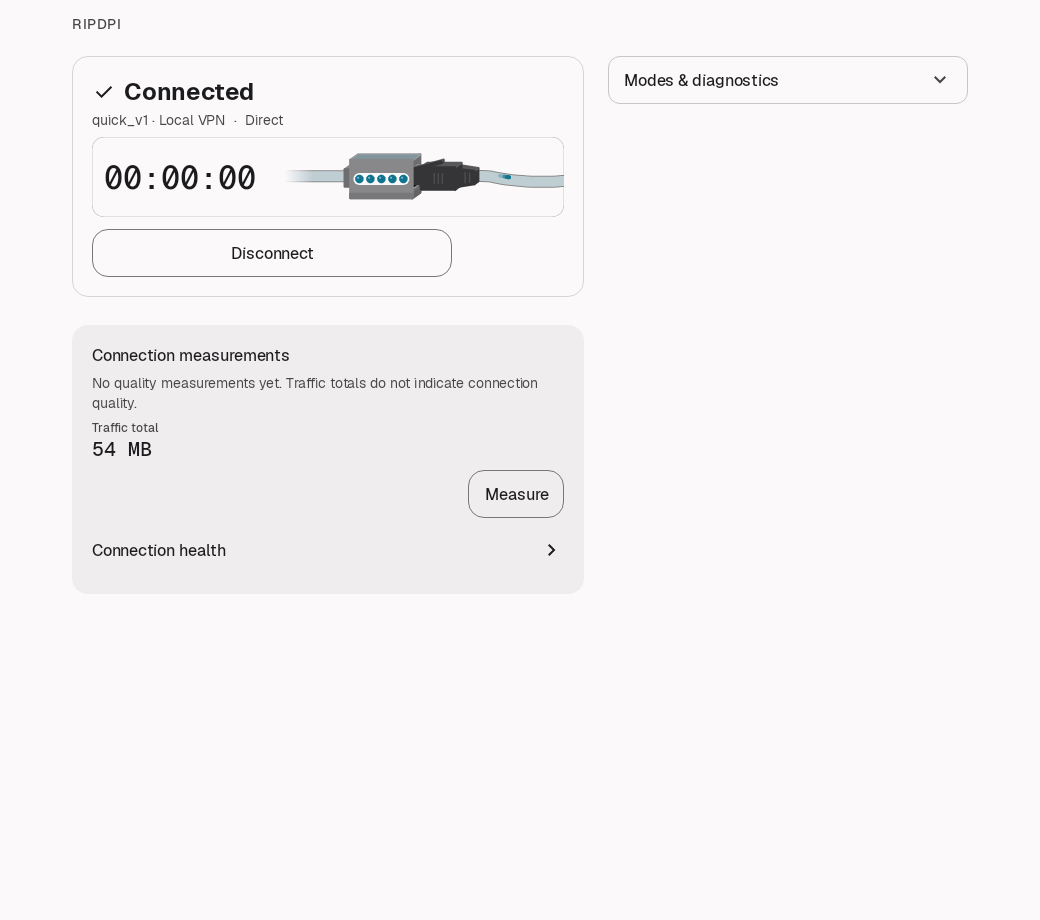 RIPDPI
Connected
quick_v1 · Local VPN · Direct
00:00:00
Disconnect
Modes & diagnostics
Connection measurements
No quality measurements yet. Traffic totals do not indicate connection
quality.
Traffic total
54 MB
Measure
Connection health